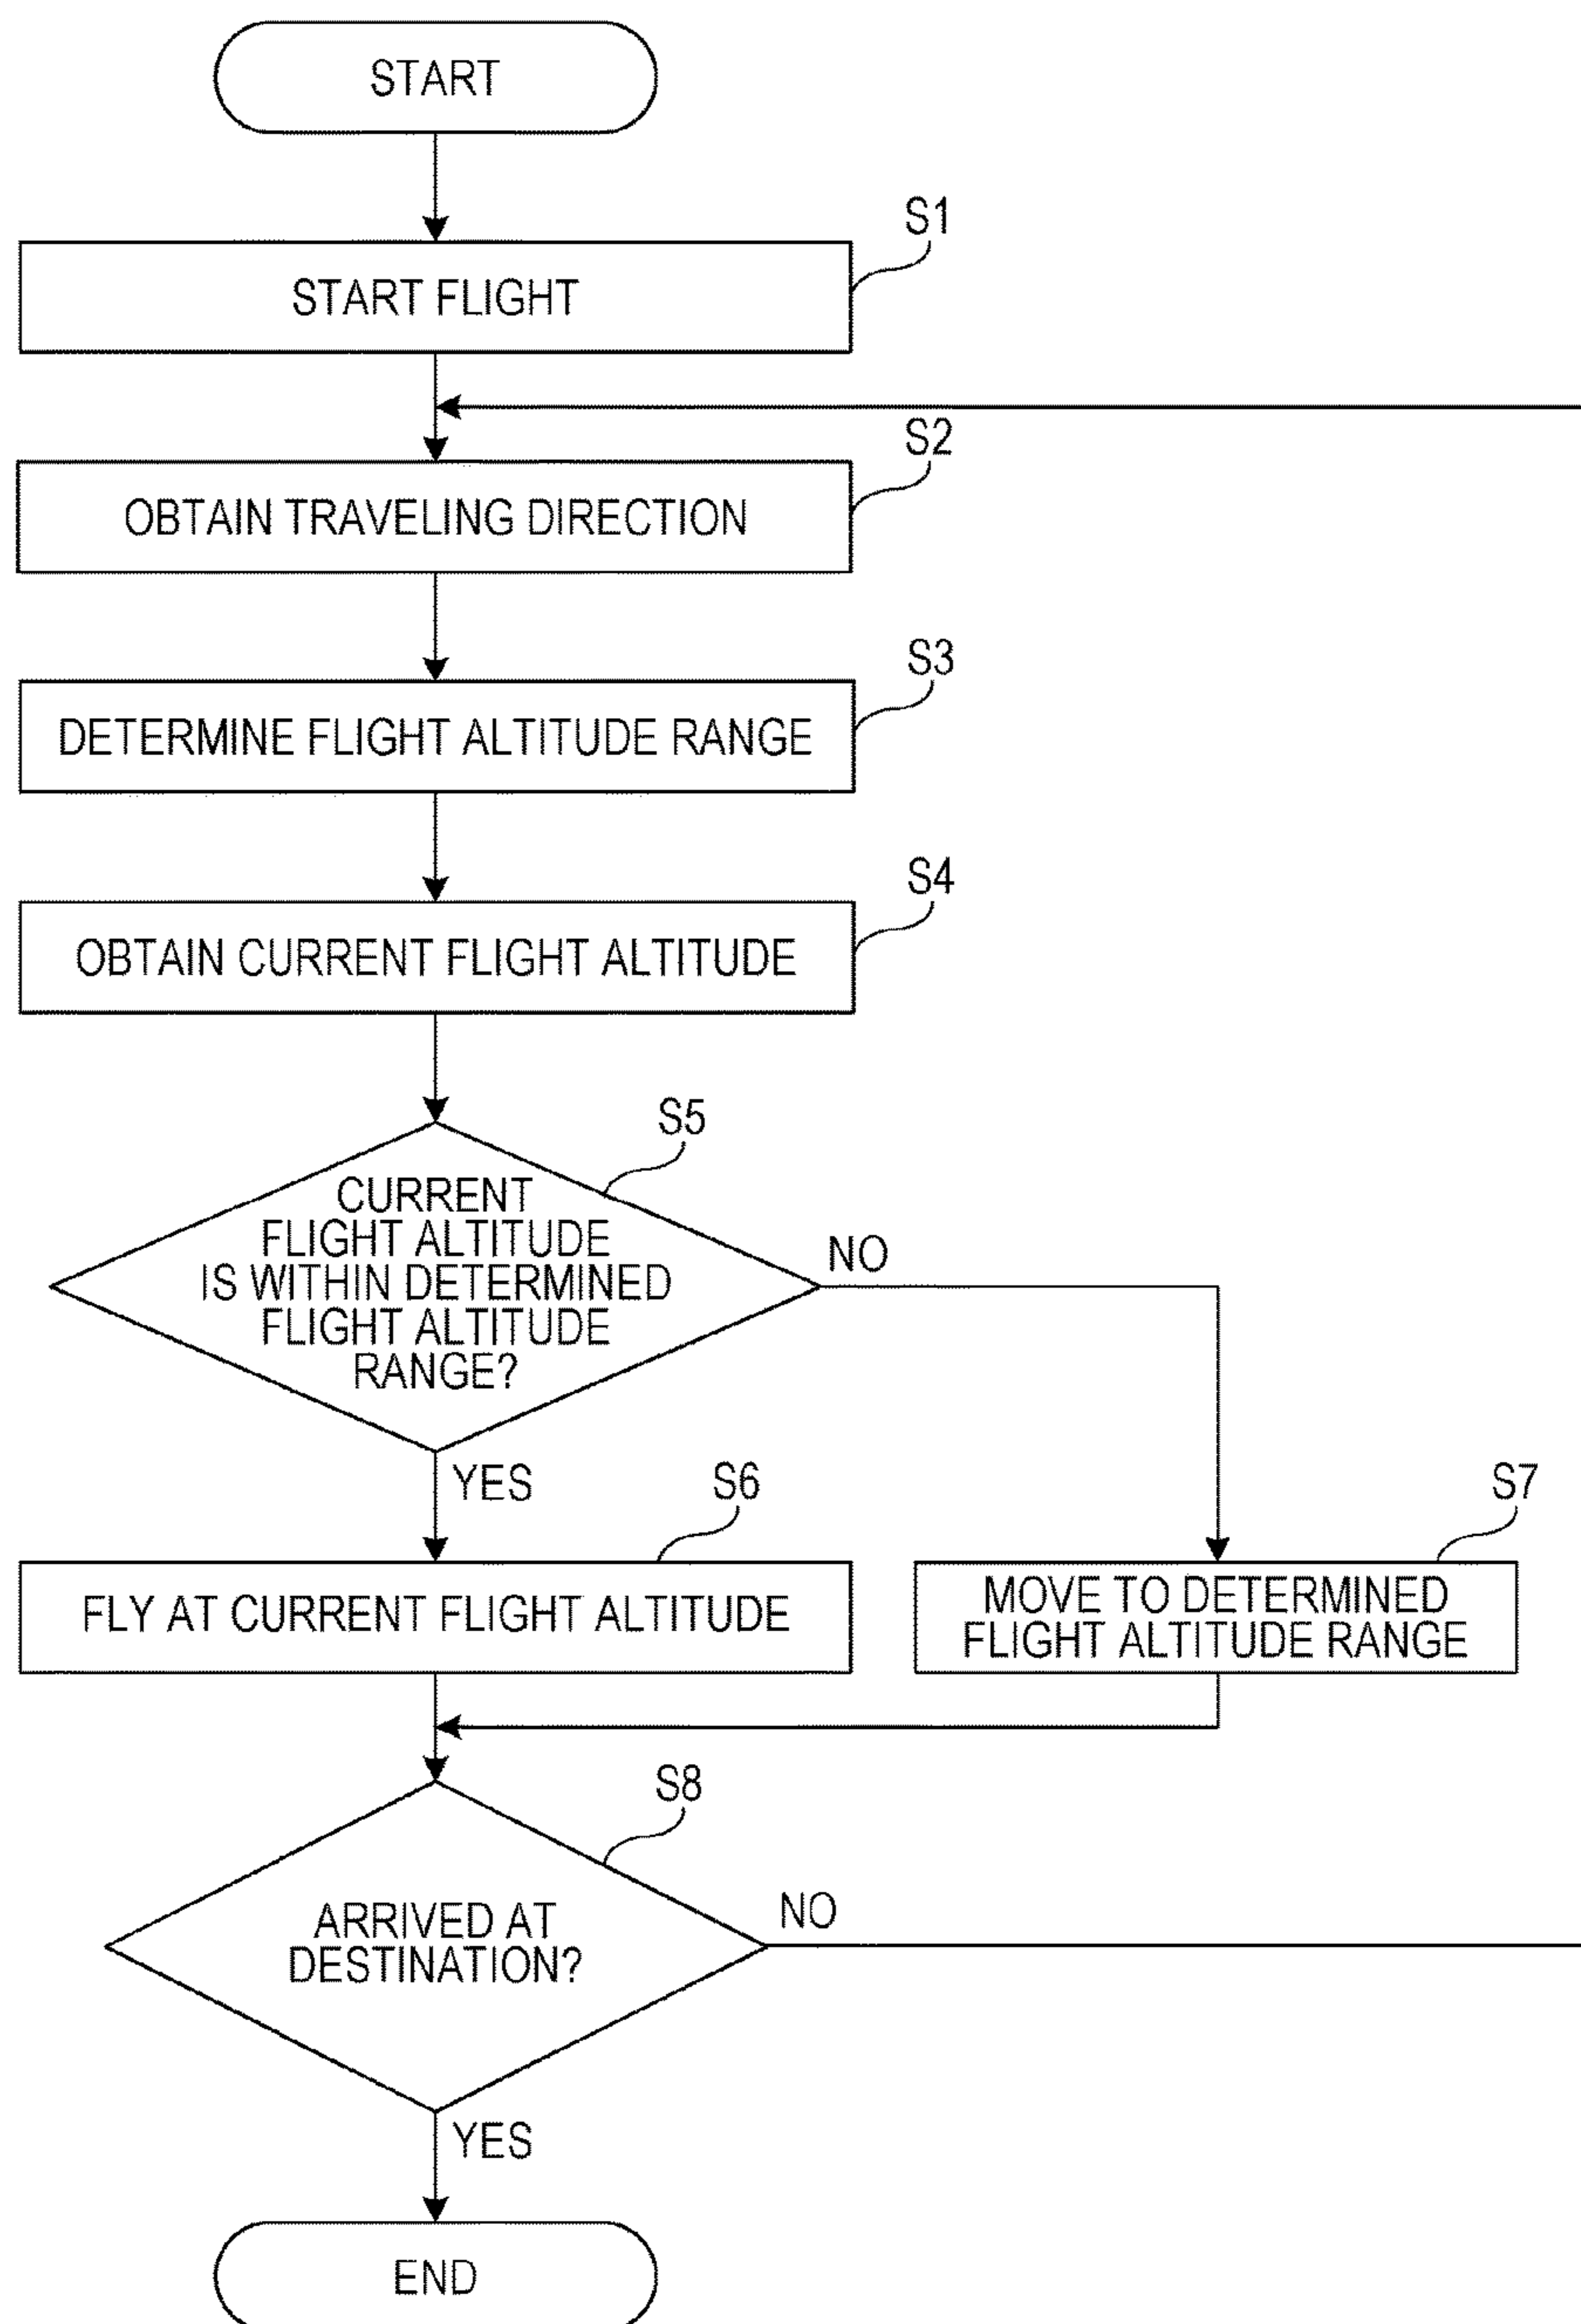 START
S1
START FLIGHT
S2
OBTAIN TRAVELING DIRECTION
S3
DETERMINE FLIGHT ALTITUDE RANGE
S4
OBTAIN CURRENT FLIGHT ALTITUDE
S5
CURRENT
FLIGHT ALTITUDE
IS WITHIN DETERMINED
FLIGHT ALTITUDE
RANGE?
NO
YES
S6
FLY AT CURRENT FLIGHT ALTITUDE
S7
MOVE TO DETERMINED
FLIGHT ALTITUDE RANGE
S8
ARRIVED AT
DESTINATION?
NO
YES
END